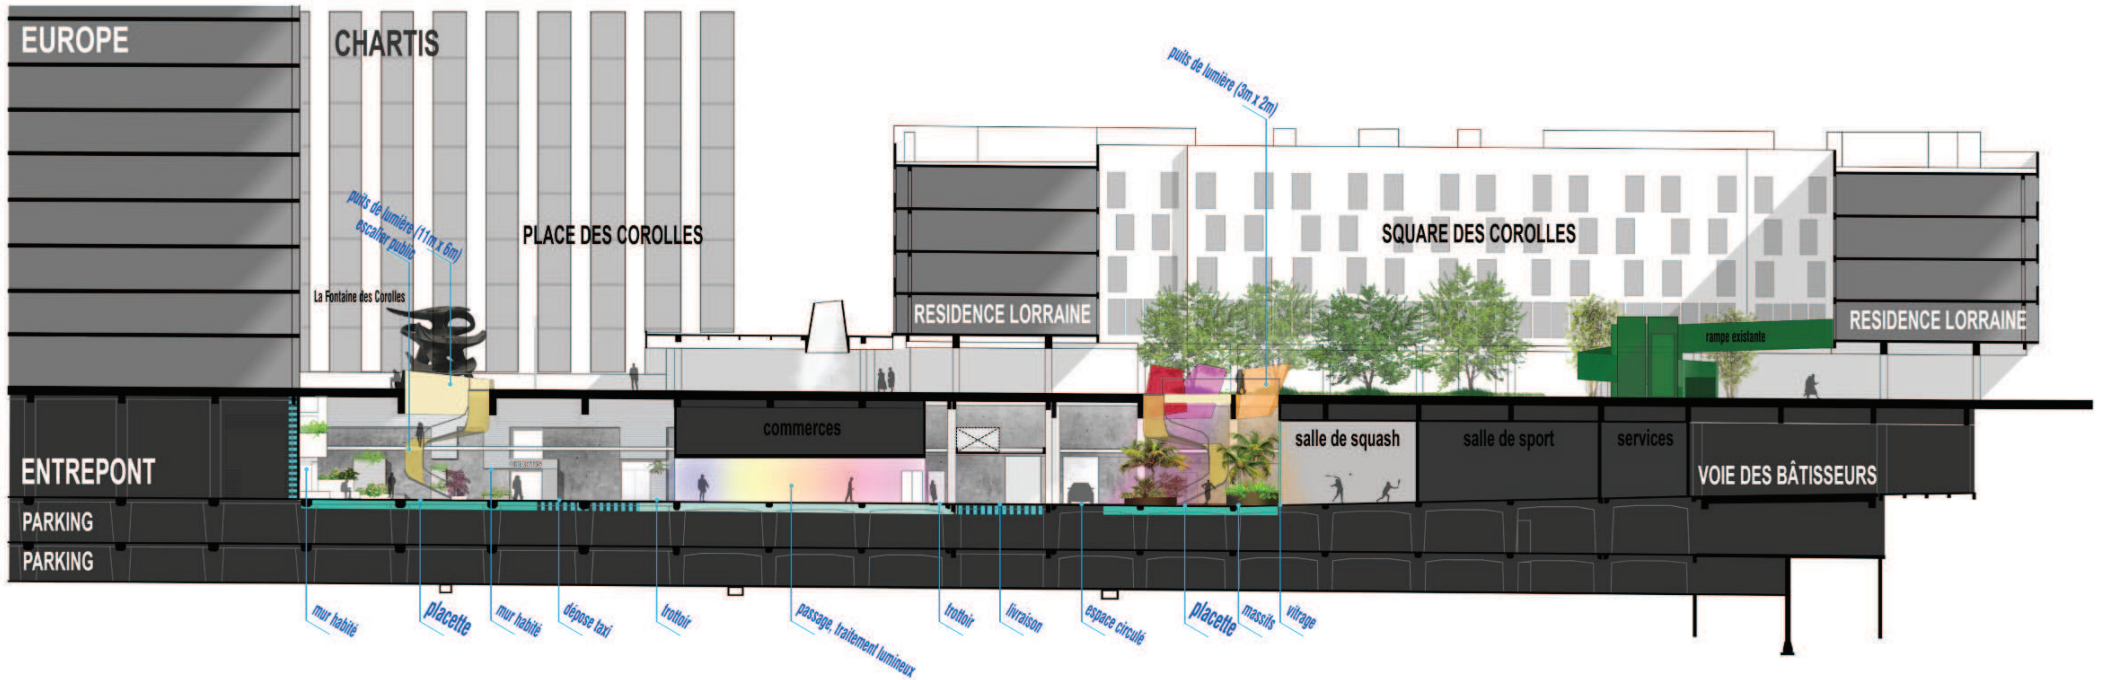 EUROPE
CHARTIS
puits de lumière (3m x 2m)
puits de lumière (11m x 6m)
escalier public
PLACE DES COROLLES
SQUARE DES COROLLES
La Fontaine des Corolles
RESIDENCE LORRAINE
RESIDENCE LORRAINE
rampe existante
commerces
salle de squash
salle de sport
services
ENTREPONT
VOIE DES BÂTISSEURS
PARKING
PARKING
mur habité
placette
mur habité
dépose taxi
trottoir
passage, traitement lumineux
trottoir
livraison
espace circulé
placette
massifs
vitrage